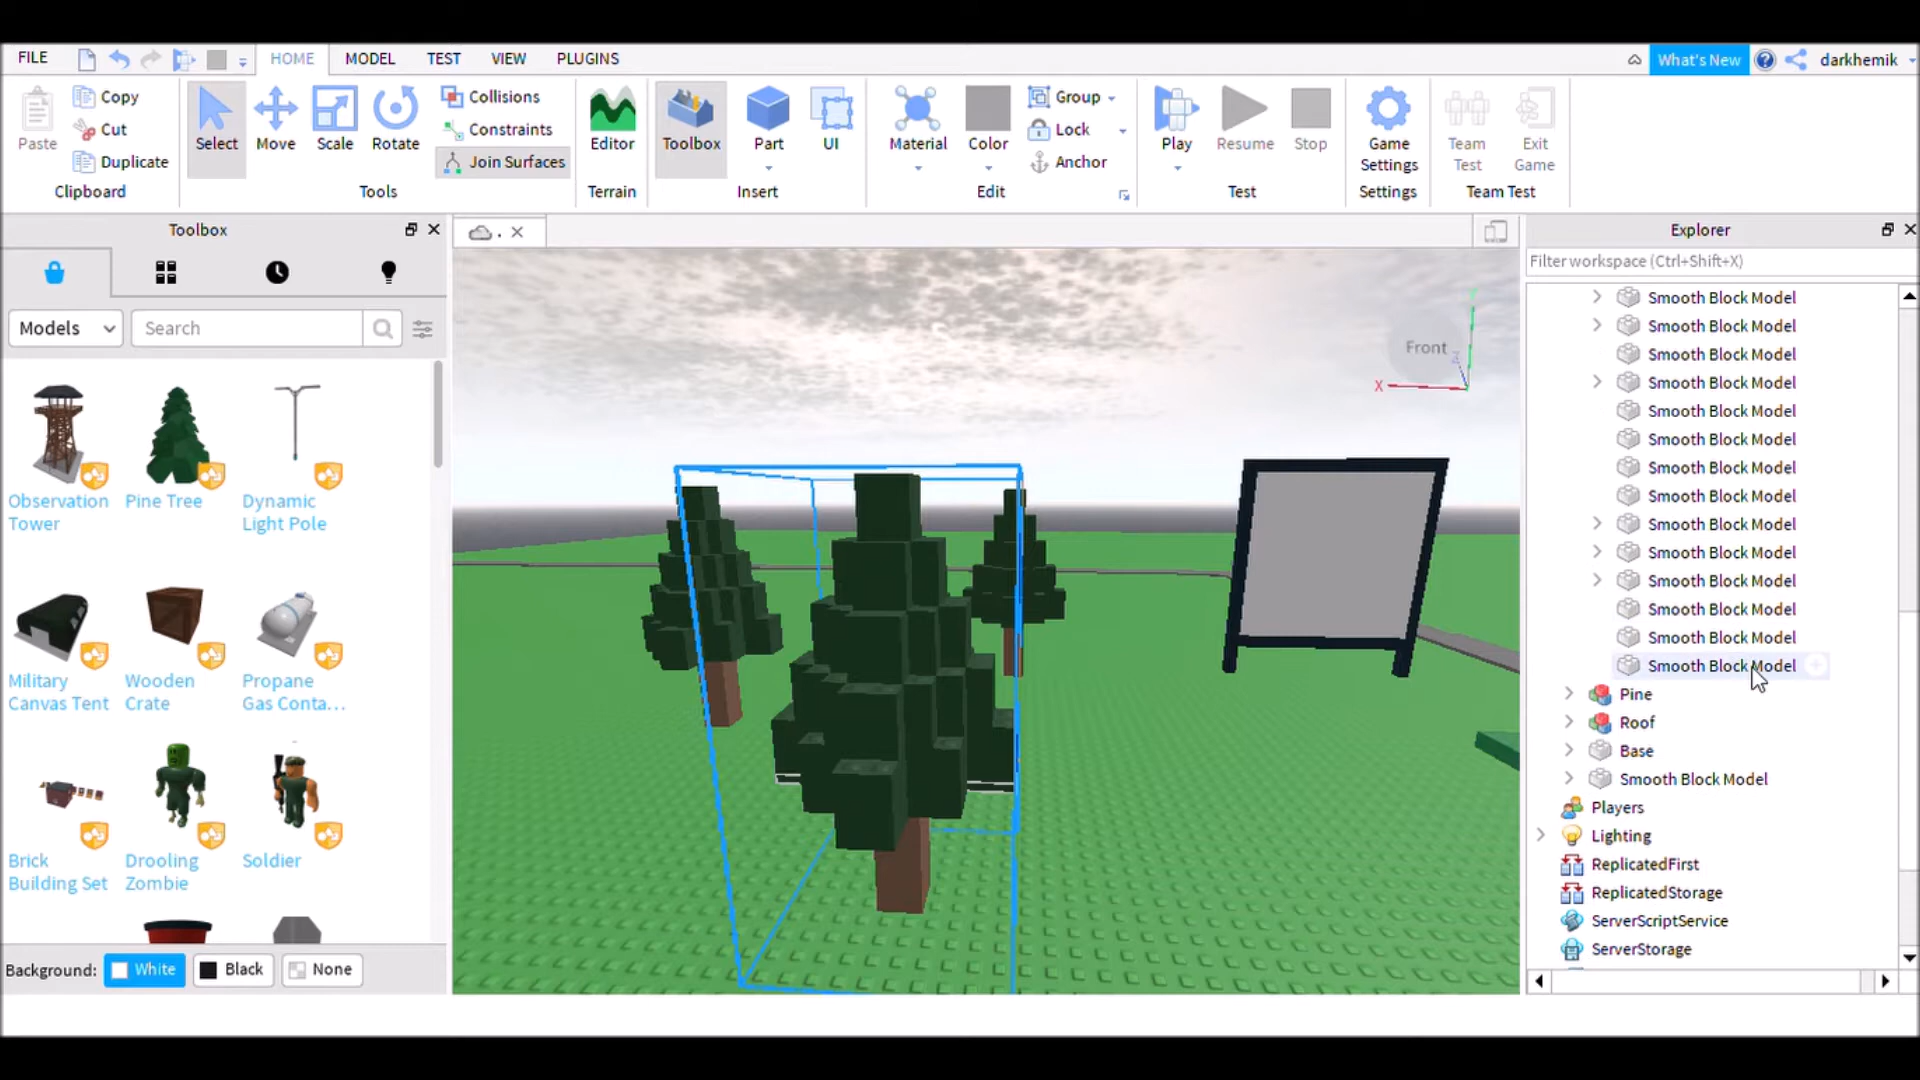 FILE HOME MODEL TEST VIEW PLUGINS What's New darkhemik
Paste Copy Cut Duplicate Clipboard
Select Move Scale Rotate Collisions Constraints Join Surfaces Tools
Editor Terrain
Toolbox Part UI Insert
Material Color Group Lock Anchor Edit
Play Resume Stop Test
Game Settings Settings
Team Test Exit Game Team Test
Toolbox
Models Search
Observation Tower
Pine Tree
Dynamic Light Pole
Military Canvas Tent
Wooden Crate
Propane Gas Conta...
Brick Building Set
Drooling Zombie
Soldier
Background: White Black None
.
Front
X
Y
Z
Explorer
Filter workspace (Ctrl+Shift+X)
Smooth Block Model
Smooth Block Model
Smooth Block Model
Smooth Block Model
Smooth Block Model
Smooth Block Model
Smooth Block Model
Smooth Block Model
Smooth Block Model
Smooth Block Model
Smooth Block Model
Smooth Block Model
Smooth Block Model
Smooth Block Model
Pine
Roof
Base
Smooth Block Model
Players
Lighting
ReplicatedFirst
ReplicatedStorage
ServerScriptService
ServerStorage